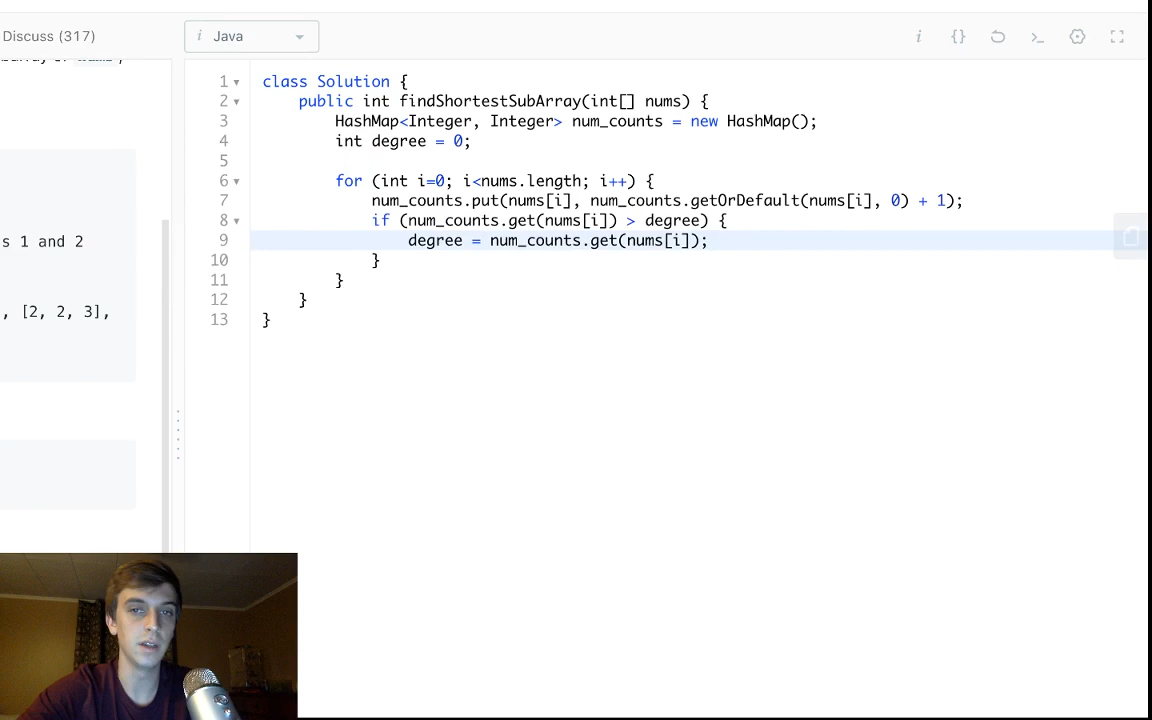 Discuss (317)
i Java
1 class Solution {
2 public int findShortestSubArray(int[] nums) {
3 HashMap<Integer, Integer> num_counts = new HashMap();
4 int degree = 0;
5
6 for (int i=0; i<nums.length; i++) {
7 num_counts.put(nums[i], num_counts.getOrDefault(nums[i], 0) + 1);
8 if (num_counts.get(nums[i]) > degree) {
9 degree = num_counts.get(nums[i]);
10 }
11 }
12 }
13 }
s 1 and 2
, [2, 2, 3],